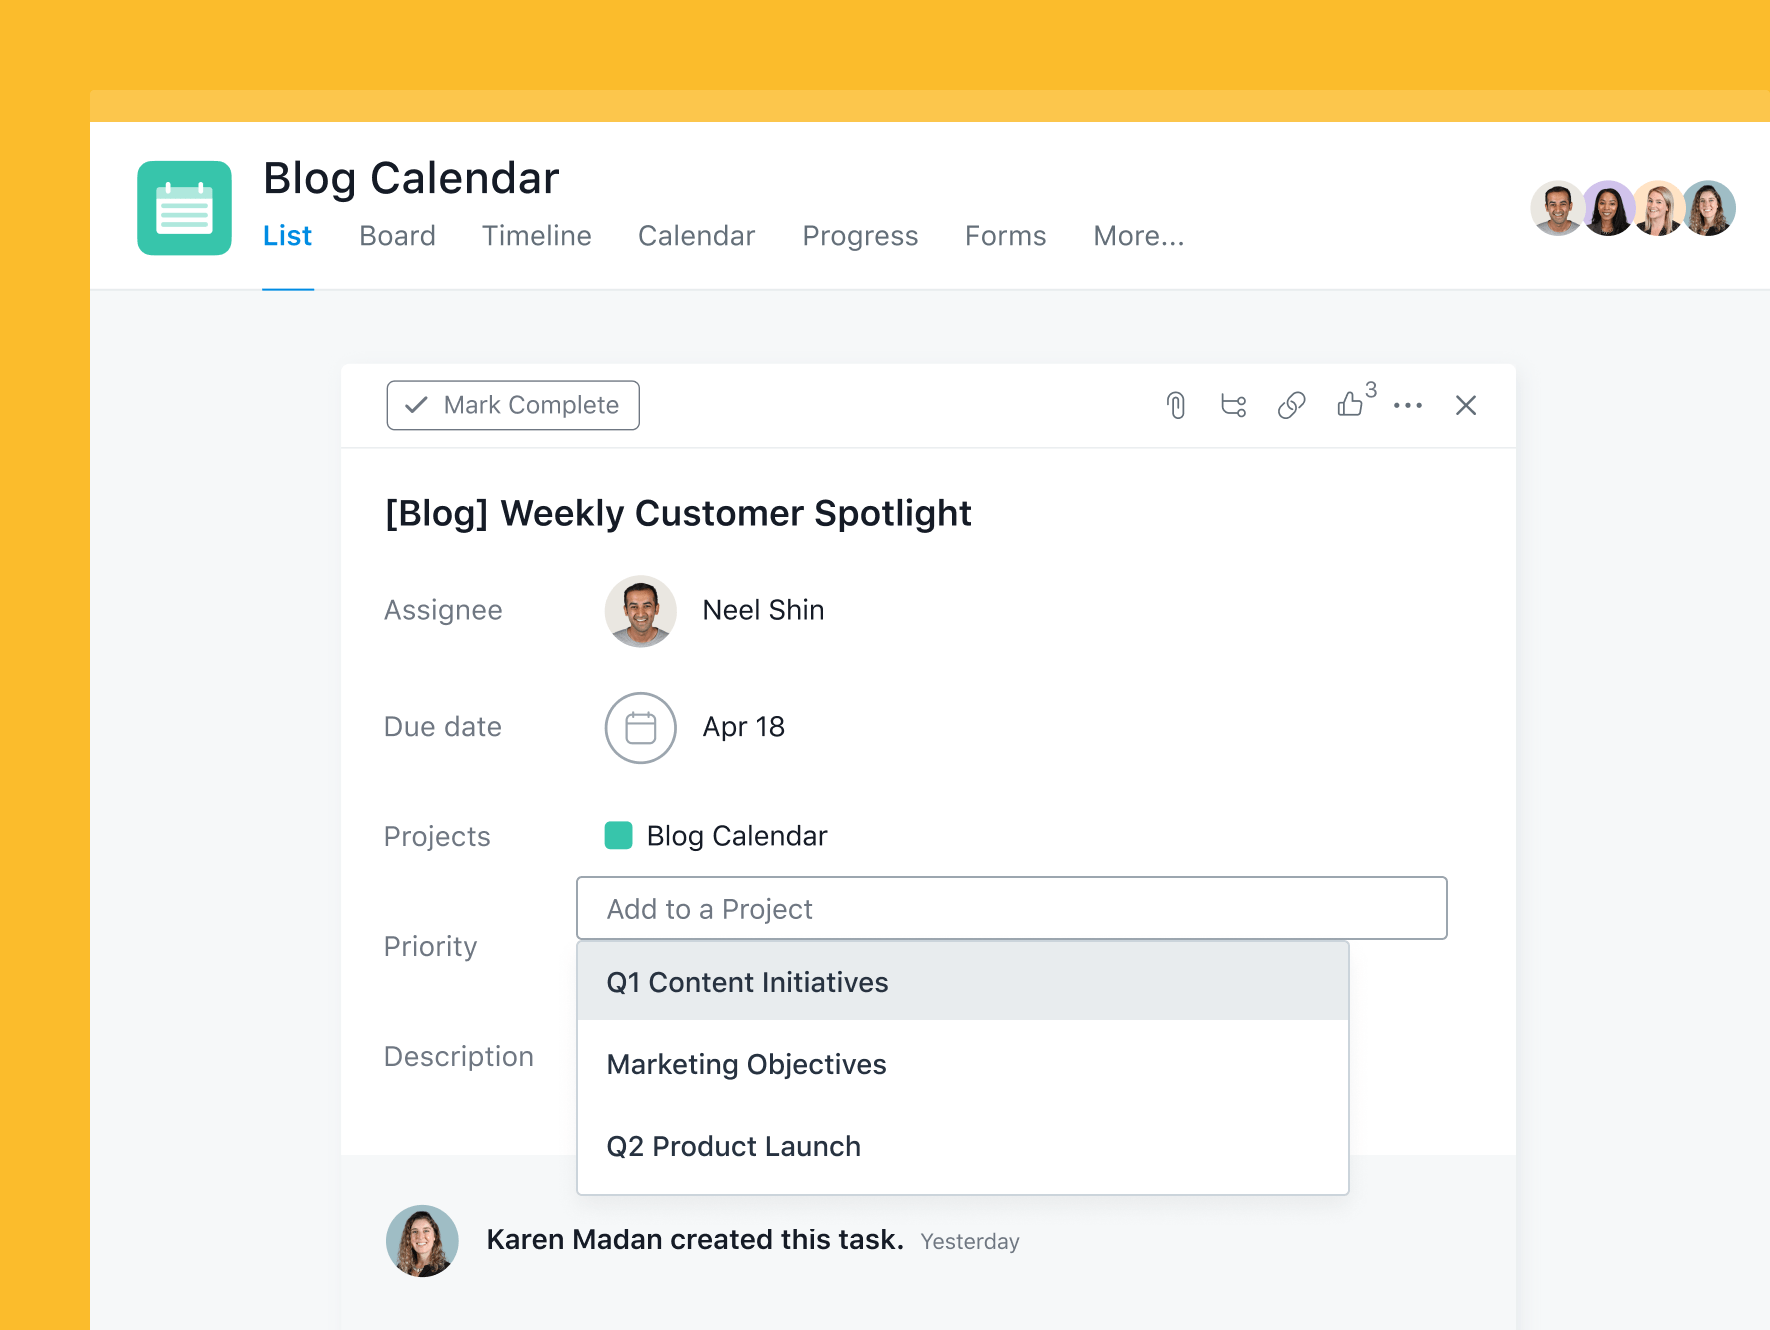 Blog Calendar
List Board Timeline Calendar Progress Forms More...
Mark Complete 3
[Blog] Weekly Customer Spotlight
Assignee Neel Shin
Due date Apr 18
Projects Blog Calendar
Add to a Project
Priority
Q1 Content Initiatives
Description
Marketing Objectives
Q2 Product Launch
Karen Madan created this task. Yesterday